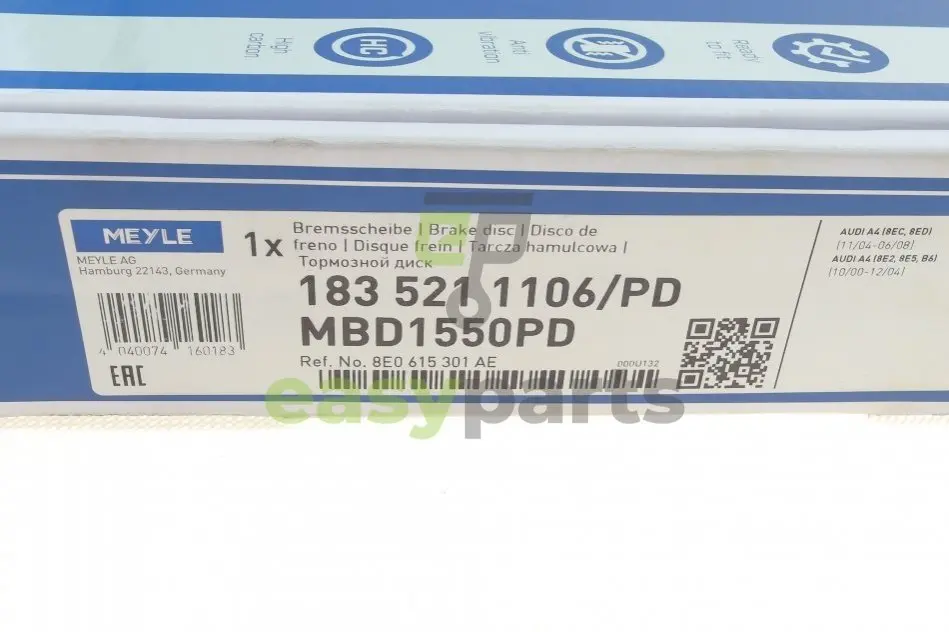 High
carbon
HC
Anti
vibration
Ready
to fit
MEYLE
MEYLE AG
Hamburg 22143, Germany
4 040074 160183
EAC
1x
Bremsscheibe | Brake disc | Disco de
freno | Disque frein | Tarcza hamulcowa |
Тормозной диск
183 521 1106/PD
MBD1550PD
Ref. No. 8E0 615 301 AE
000U132
AUDI A4 (8EC, 8ED)
(11/04-06/08)
AUDI A4 (8E2, 8E5, B6)
(10/00-12/04)
easyparts